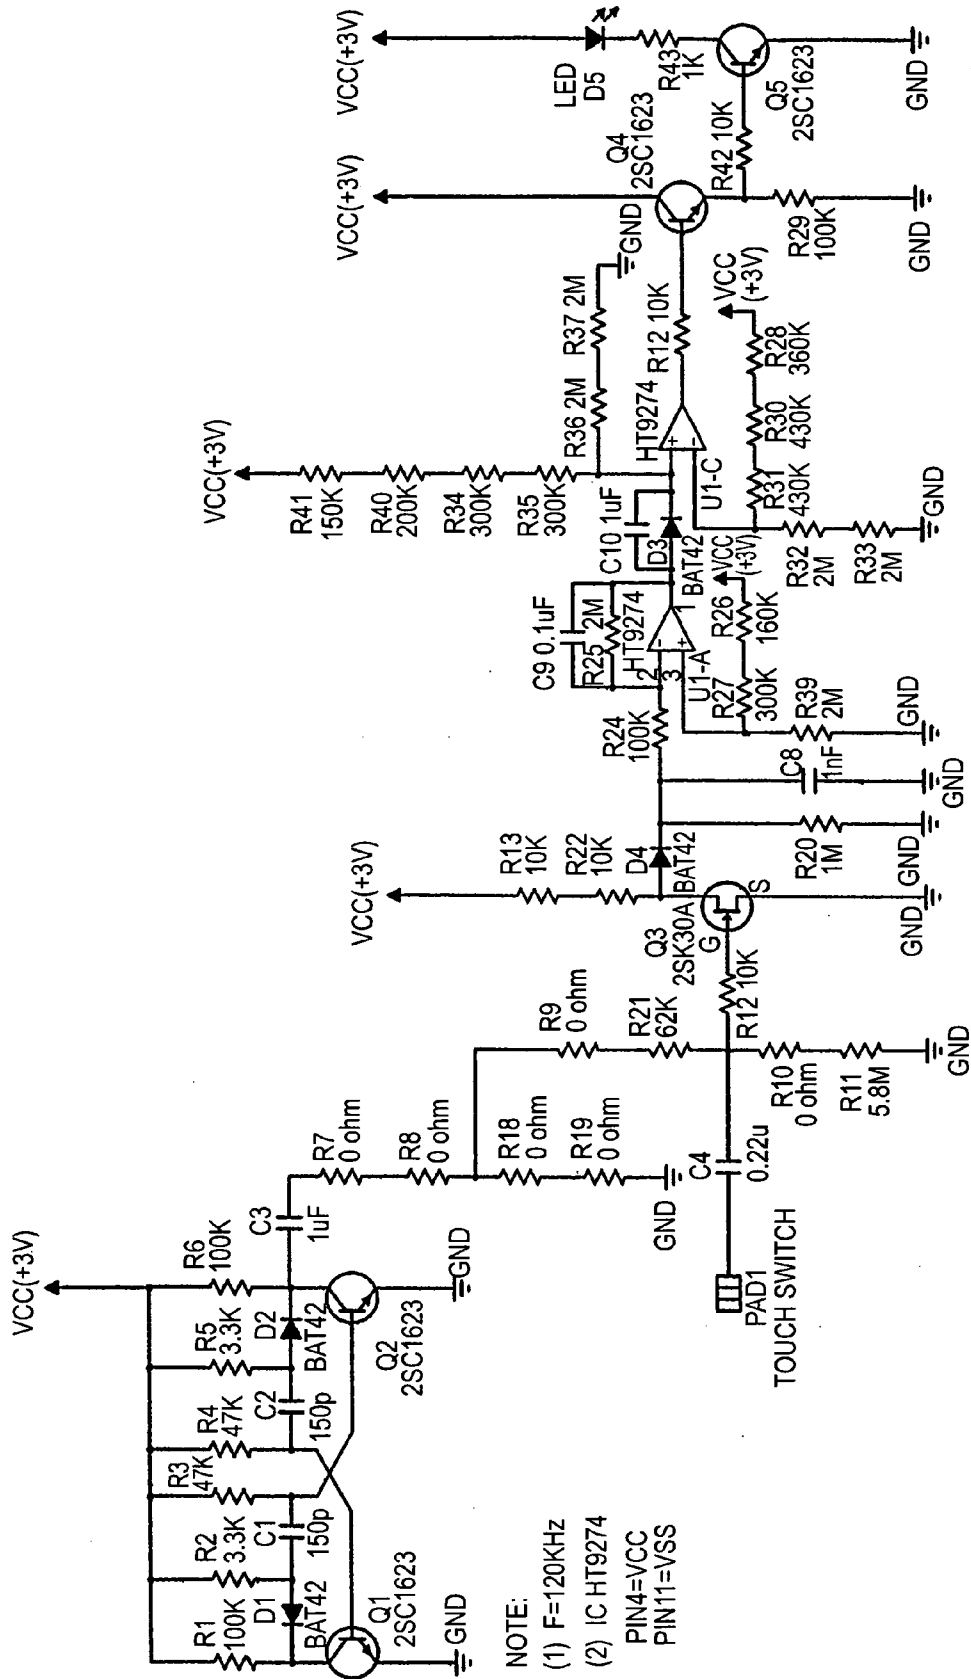 VCC(+3V)
R1
100K
R2
3.3K
R3
47K
R4
47K
R5
3.3K
R6
100K
D1
BAT42
C1
150p
C2
150p
D2
BAT42
C3
1uF
Q1
2SC1623
Q2
2SC1623
GND
GND
NOTE:
(1) F=120KHz
(2) IC HT9274
PIN4=VCC
PIN11=VSS
R7
0 ohm
R8
0 ohm
R18
0 ohm
R19
0 ohm
GND
R9
0 ohm
R21
62K
R10
0 ohm
R11
5.8M
GND
PAD1
TOUCH SWITCH
C4
0.22u
R12 10K
VCC(+3V)
R13
10K
R22
10K
D4
BAT42
Q3
2SK30A
G
S
GND
R20
1M
GND
C8
1nF
GND
R24
100K
C9 0.1uF
R25 2M
HT9274
2
3
-
+
1
U1-A
R27
300K
R26
160K
VCC
(+3V)
R39
2M
GND
C10 1uF
D3
BAT42
VCC(+3V)
R41
150K
R40
200K
R34
300K
R35
300K
R36 2M
R37 2M
GND
HT9274
+
-
U1-C
R31
430K
R30
430K
R28
360K
VCC
(+3V)
R32
2M
R33
2M
GND
R12 10K
VCC(+3V)
Q4
2SC1623
R29
100K
GND
R42 10K
VCC(+3V)
LED
D5
R43
1K
Q5
2SC1623
GND